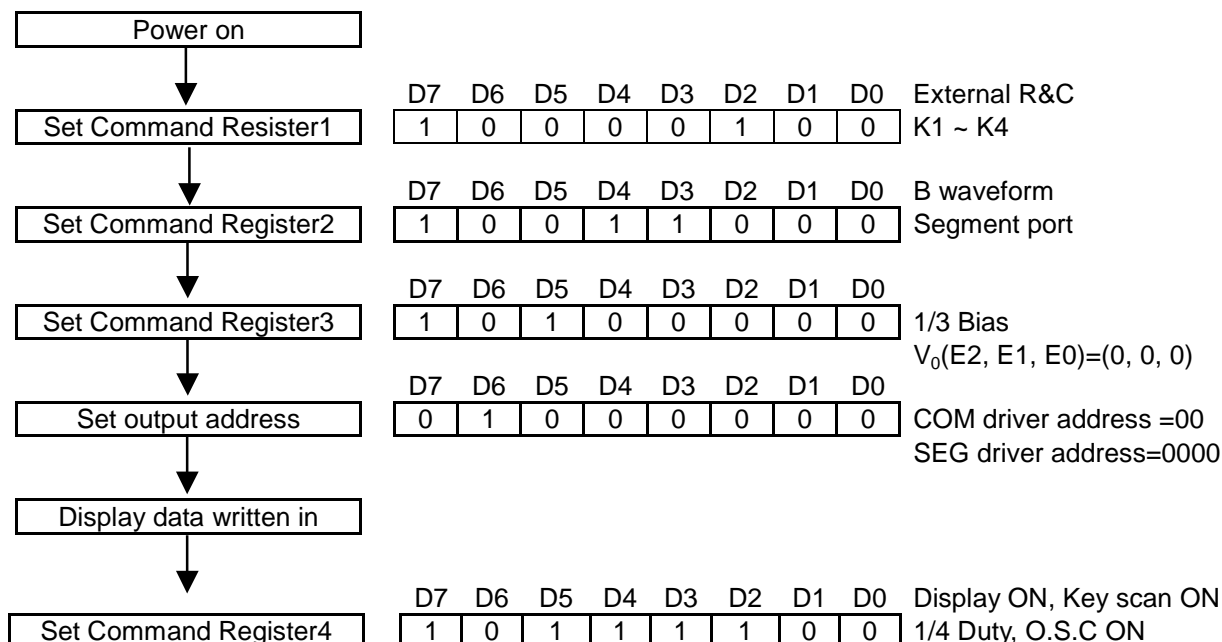 Power on
D7 D6 D5 D4 D3 D2 D1 D0 External R&C
Set Command Resister1 1 0 0 0 0 1 0 0 K1 ~ K4
D7 D6 D5 D4 D3 D2 D1 D0 B waveform
Set Command Register2 1 0 0 1 1 0 0 0 Segment port
D7 D6 D5 D4 D3 D2 D1 D0
Set Command Register3 1 0 1 0 0 0 0 0 1/3 Bias
V0(E2, E1, E0)=(0, 0, 0)
D7 D6 D5 D4 D3 D2 D1 D0
Set output address 0 1 0 0 0 0 0 0 COM driver address =00
SEG driver address=0000
Display data written in
D7 D6 D5 D4 D3 D2 D1 D0 Display ON, Key scan ON
Set Command Register4 1 0 1 1 1 1 0 0 1/4 Duty, O.S.C ON